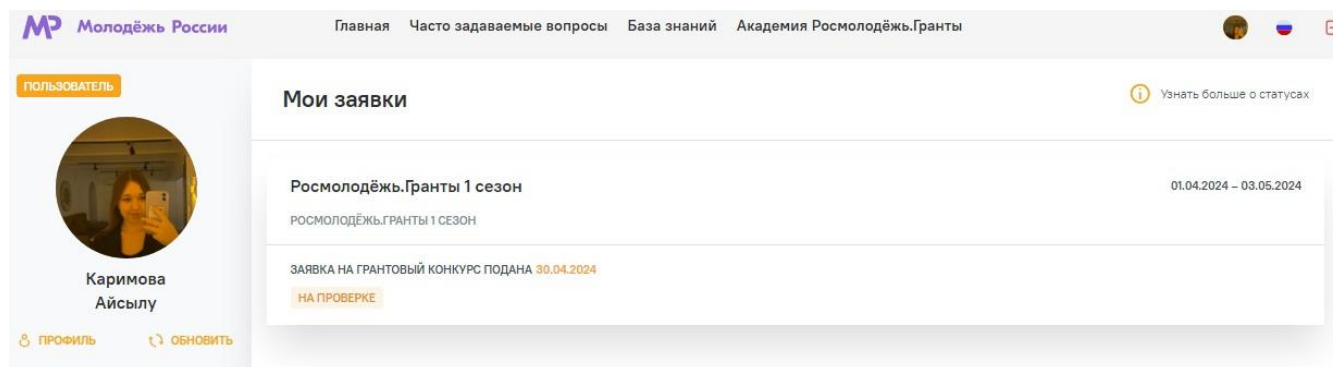 МР Молодёжь России
Главная Часто задаваемые вопросы База знаний Академия Росмолодёжь.Гранты
ПОЛЬЗОВАТЕЛЬ
Каримова
Айсылу
ПРОФИЛЬ ОБНОВИТЬ
Мои заявки
Узнать больше о статусах
Росмолодёжь.Гранты 1 сезон
01.04.2024 – 03.05.2024
РОСМОЛОДЁЖЬ.ГРАНТЫ 1 СЕЗОН
ЗАЯВКА НА ГРАНТОВЫЙ КОНКУРС ПОДАНА 30.04.2024
НА ПРОВЕРКЕ